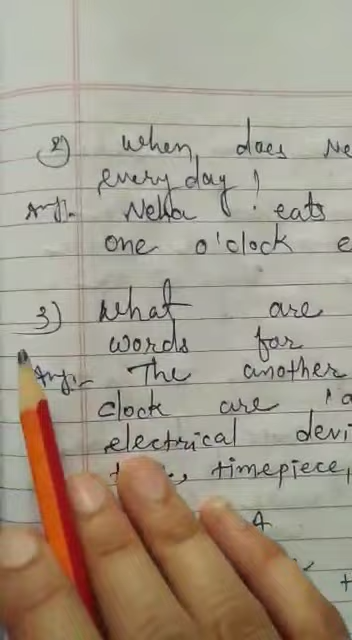 2) when does Ne
every day?
Ans:- Neha eats
one o'clock e
3) what are
words for
Ans:- The another
clock are
electrical devi
timepiece,